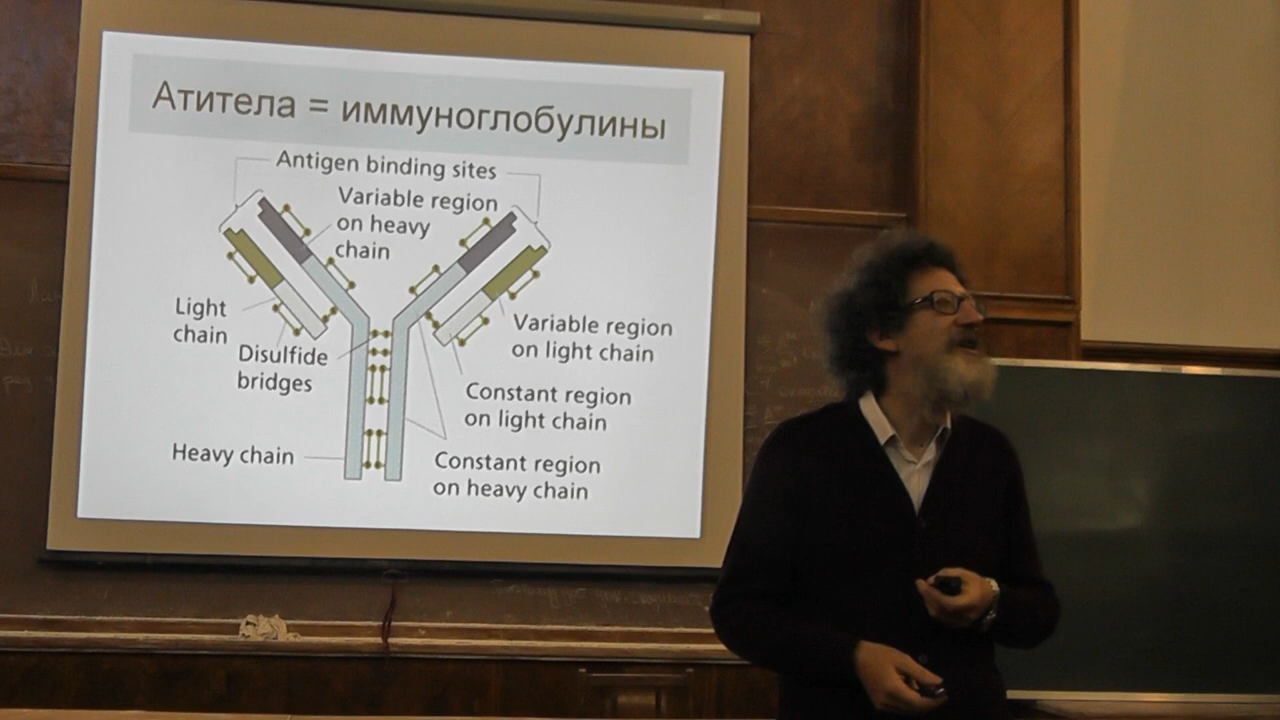 Атитела = иммуноглобулины
Antigen binding sites
Variable region
on heavy
chain
Light
chain
Disulfide
bridges
Variable region
on light chain
Constant region
on light chain
Heavy chain
Constant region
on heavy chain